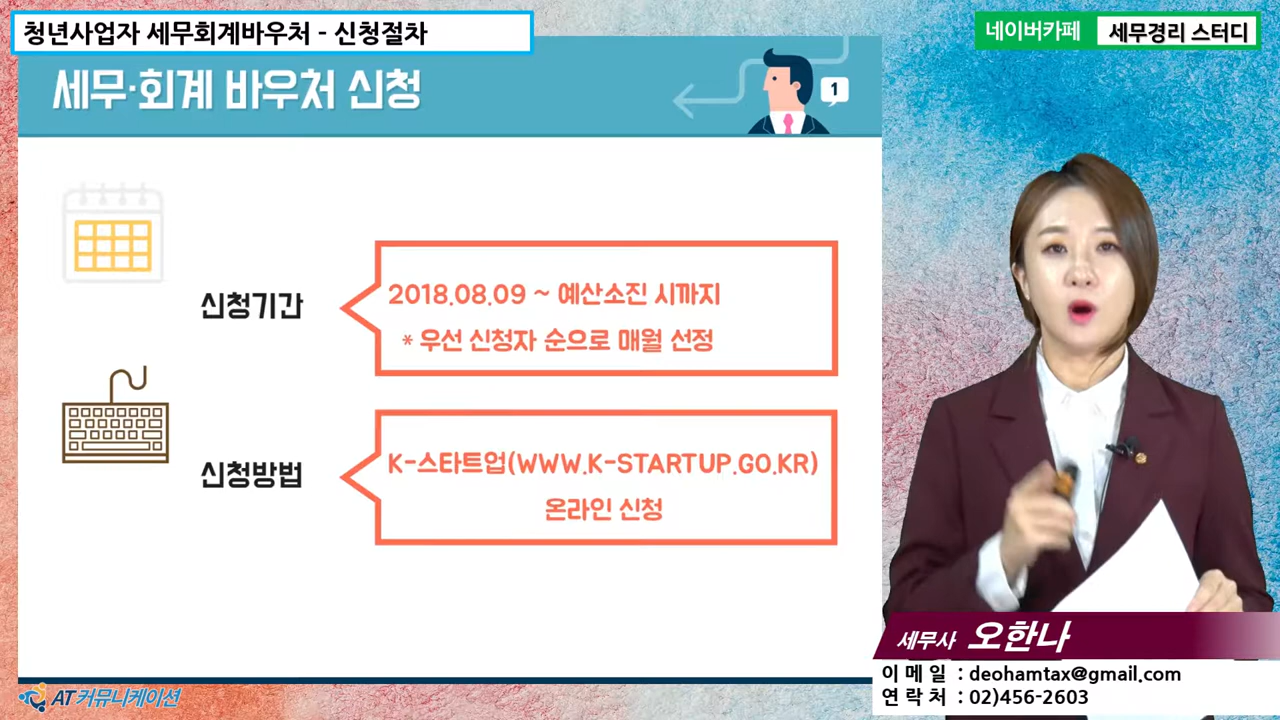 청년사업자 세무회계바우처 - 신청절차
네이버카페 세무경리 스터디
세무·회계 바우처 신청
1
신청기간
2018.08.09 ~ 예산소진 시까지
* 우선 신청자 순으로 매월 선정
신청방법
K-스타트업(WWW.K-STARTUP.GO.KR)
온라인 신청
세무사 오한나
이 메 일 : deohamtax@gmail.com
연 락 처 : 02)456-2603
AT커뮤니케이션